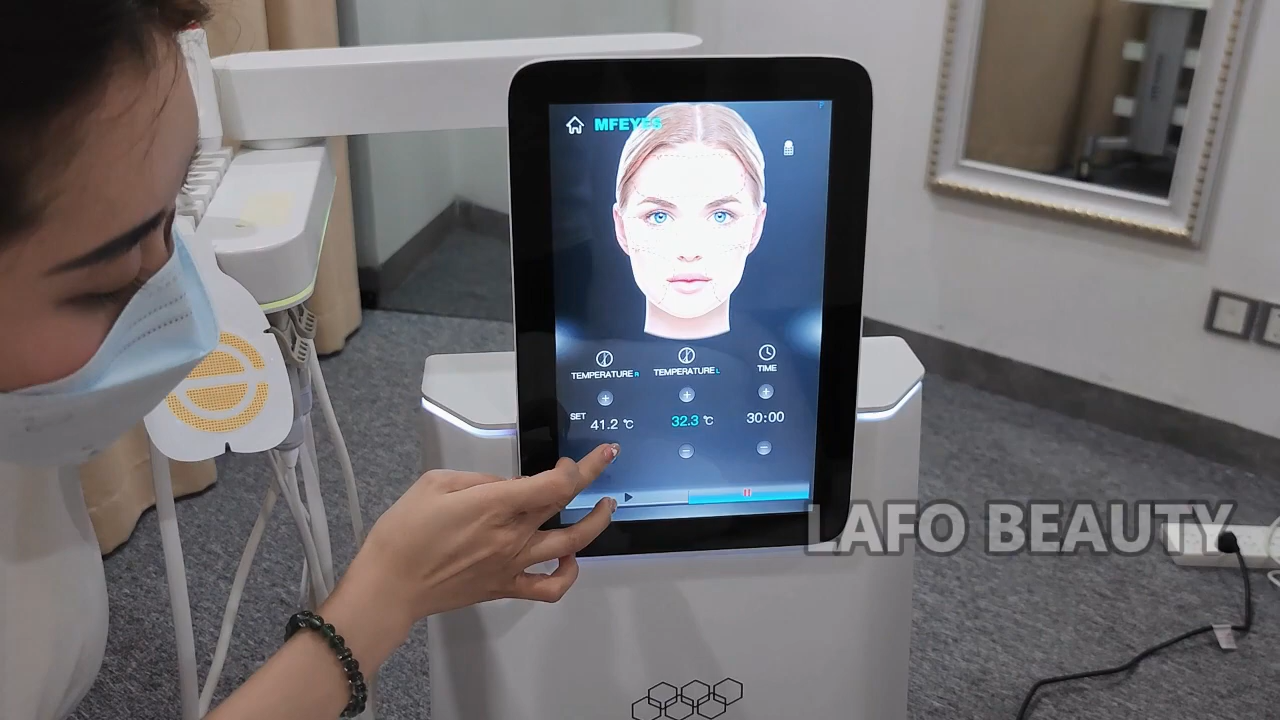 MFEYES
TEMPERATURE R
TEMPERATURE L
TIME
SET
41.2 ℃
32.3 ℃
30:00
LAFO BEAUTY